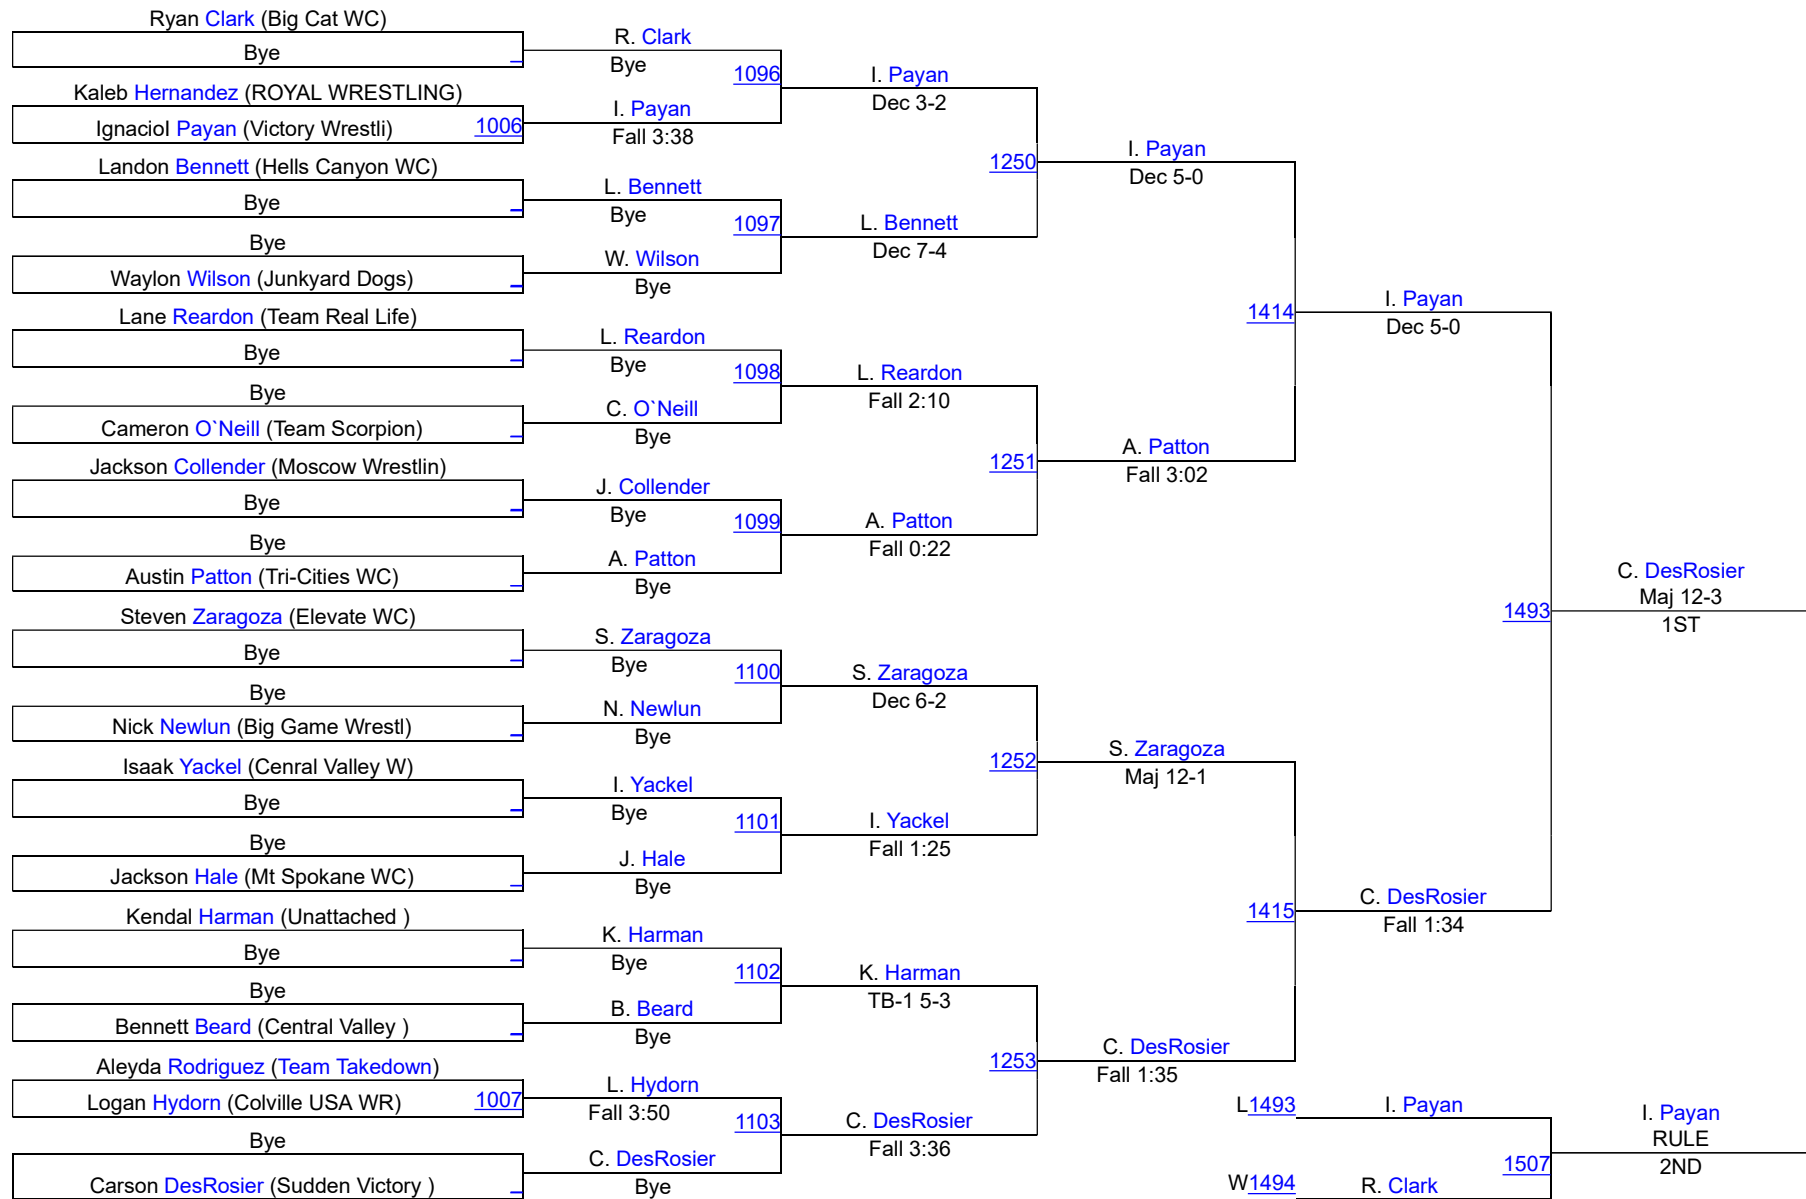 Ryan Clark (Big Cat WC)
Bye
Kaleb Hernandez (ROYAL WRESTLING)
Ignaciol Payan (Victory Wrestli) 1006
Landon Bennett (Hells Canyon WC)
Bye
Bye
Waylon Wilson (Junkyard Dogs)
Lane Reardon (Team Real Life)
Bye
Bye
Cameron O`Neill (Team Scorpion)
Jackson Collender (Moscow Wrestlin)
Bye
Bye
Austin Patton (Tri-Cities WC)
Steven Zaragoza (Elevate WC)
Bye
Bye
Nick Newlun (Big Game Wrestl)
Isaak Yackel (Cenral Valley W)
Bye
Bye
Jackson Hale (Mt Spokane WC)
Kendal Harman (Unattached )
Bye
Bye
Bennett Beard (Central Valley )
Aleyda Rodriguez (Team Takedown)
Logan Hydorn (Colville USA WR) 1007
Bye
Carson DesRosier (Sudden Victory )
R. Clark
Bye
1096
I. Payan
Fall 3:38
L. Bennett
Bye
1097
W. Wilson
Bye
L. Reardon
Bye
1098
C. O`Neill
Bye
J. Collender
Bye
1099
A. Patton
Bye
S. Zaragoza
Bye
1100
N. Newlun
Bye
I. Yackel
Bye
1101
J. Hale
Bye
K. Harman
Bye
1102
B. Beard
Bye
L. Hydorn
Fall 3:50
1103
C. DesRosier
Bye
I. Payan
Dec 3-2
1250
L. Bennett
Dec 7-4
L. Reardon
Fall 2:10
1251
A. Patton
Fall 0:22
S. Zaragoza
Dec 6-2
1252
I. Yackel
Fall 1:25
K. Harman
TB-1 5-3
1253
C. DesRosier
Fall 3:36
I. Payan
Dec 5-0
1414
A. Patton
Fall 3:02
S. Zaragoza
Maj 12-1
1415
C. DesRosier
Fall 1:35
I. Payan
Dec 5-0
1493
C. DesRosier
Fall 1:34
C. DesRosier
Maj 12-3
1ST
L1493
I. Payan
1507
W1494
R. Clark
I. Payan
RULE
2ND